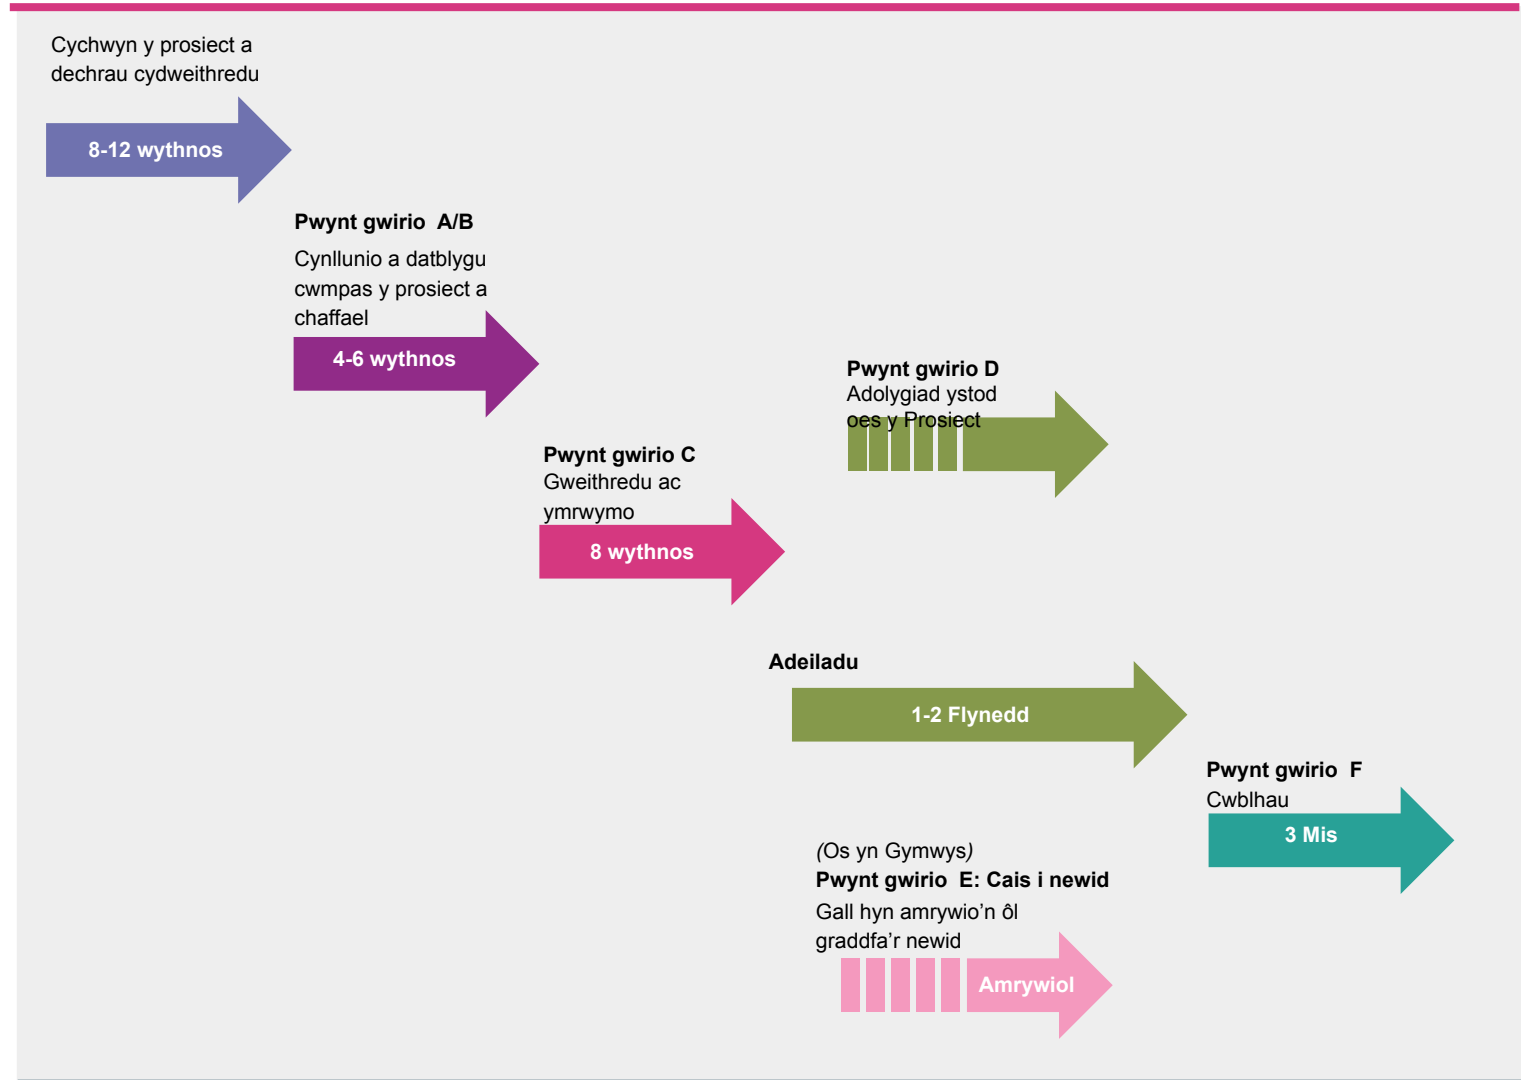 Cychwyn y prosiect a
dechrau cydweithredu
8-12 wythnos
Pwynt gwirio A/B
Cynllunio a datblygu
cwmpas y prosiect a
chaffael
4-6 wythnos
Pwynt gwirio C
Gweithredu ac
ymrwymo
8 wythnos
Pwynt gwirio D
Adolygiad ystod
oes y Prosiect
Adeiladu
1-2 Flynedd
(Os yn Gymwys)
Pwynt gwirio E: Cais i newid
Gall hyn amrywio’n ôl
graddfa’r newid
Amrywiol
Pwynt gwirio F
Cwblhau
3 Mis